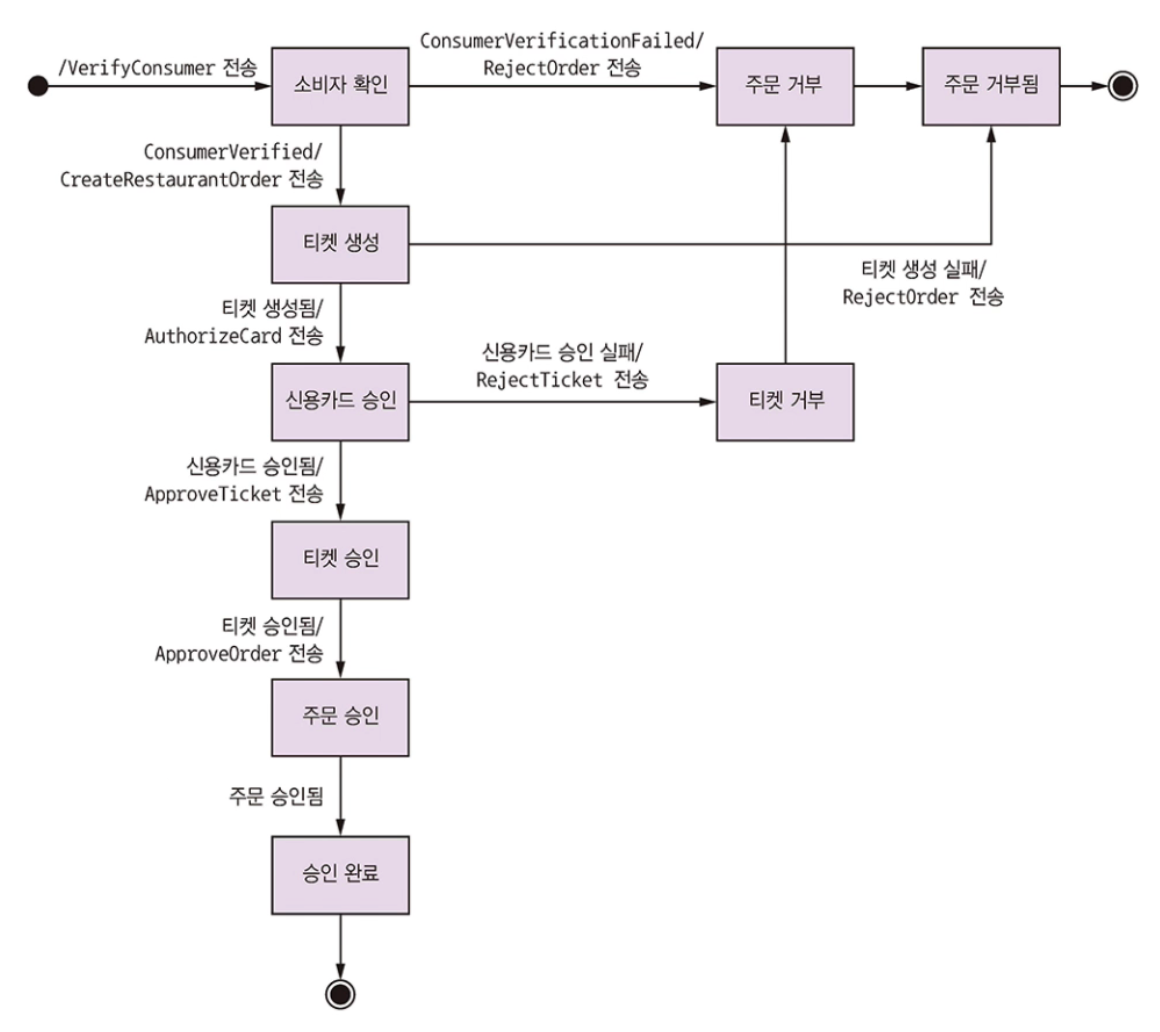 /VerifyConsumer 전송
소비자 확인
ConsumerVerificationFailed/
RejectOrder 전송
주문 거부
주문 거부됨
ConsumerVerified/
CreateRestaurantOrder 전송
티켓 생성
티켓 생성 실패/
RejectOrder 전송
티켓 생성됨/
AuthorizeCard 전송
신용카드 승인
신용카드 승인 실패/
RejectTicket 전송
티켓 거부
신용카드 승인됨/
ApproveTicket 전송
티켓 승인
티켓 승인됨/
ApproveOrder 전송
주문 승인
주문 승인됨
승인 완료